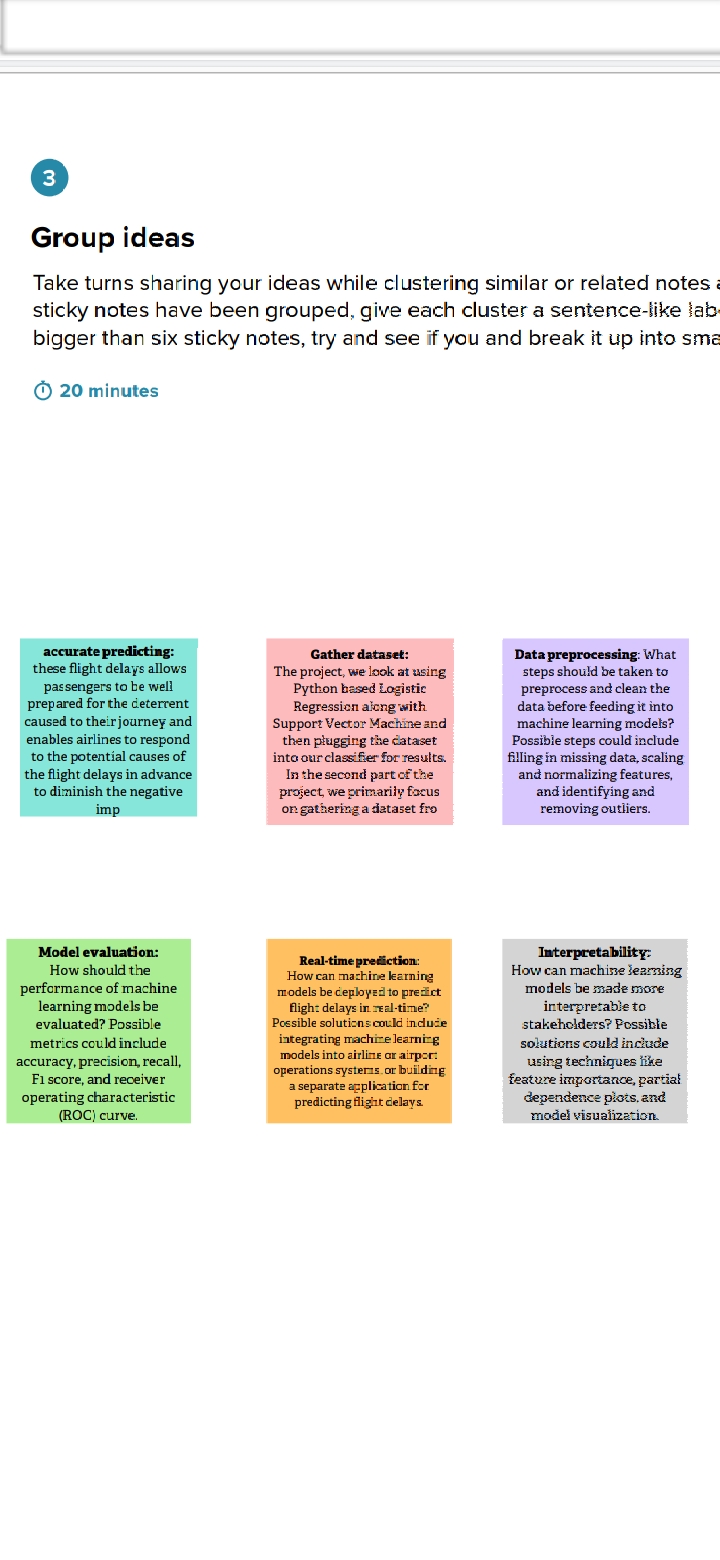 3
Group ideas
Take turns sharing your ideas while clustering similar or related notes
sticky notes have been grouped, give each cluster a sentence-like
bigger than six sticky notes, try and see if you and break it up into
20 minutes
accurate predicting:
these flight delays allows
passengers to be well
prepared for the deterrent
caused to their journey and
enables airlines to respond
to the potential causes of
the flight delays in advance
to diminish the negative
imp
Gather dataset:
The project, we look at using
Python based Logistic
Regression along with
Support Vector Machine and
then plugging the dataset
into our classifier for results.
In the second part of the
project, we primarily focus
on gathering a dataset fro
Data preprocessing: What
steps should be taken to
preprocess and clean the
data before feeding it into
machine learning models?
Possible steps could include
filling in missing data, scaling
and normalizing features,
and identifying and
removing outliers.
Model evaluation:
How should the
performance of machine
learning models be
evaluated? Possible
metrics could include
accuracy, precision, recall,
F1 score, and receiver
operating characteristic
(ROC) curve.
Real-time prediction:
How can machine learning
models be deployed to predict
flight delays in real-time?
Possible solutions could include
integrating machine learning
models into airline or airport
operations systems, or building
a separate application for
predicting flight delays.
Interpretability:
How can machine learning
models be made more
interpretable to
stakeholders? Possible
solutions could include
using techniques like
feature importance, partial
dependence plots, and
model visualization.